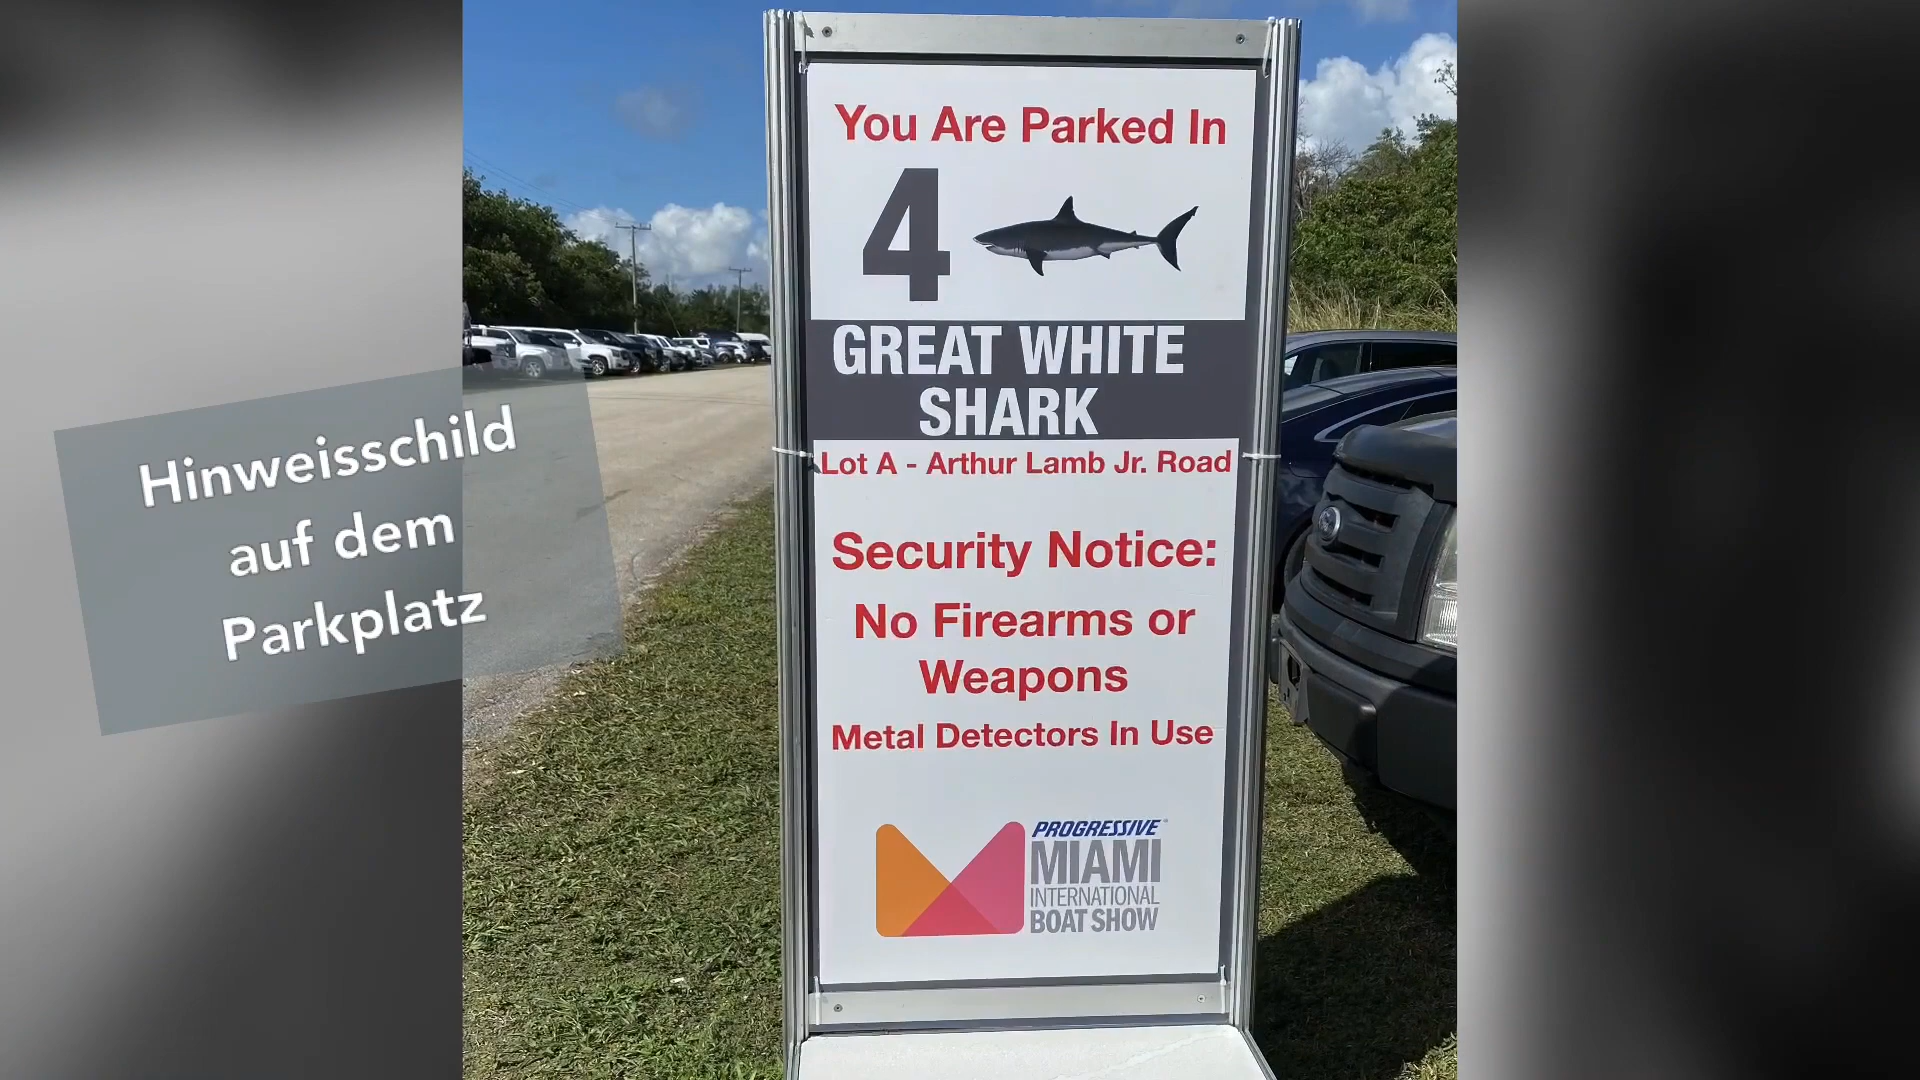 You Are Parked In
4
GREAT WHITE
SHARK
Lot A - Arthur Lamb Jr. Road
Security Notice:
No Firearms or
Weapons
Metal Detectors In Use
PROGRESSIVE
MIAMI
INTERNATIONAL
BOAT SHOW
Hinweisschild
auf dem
Parkplatz